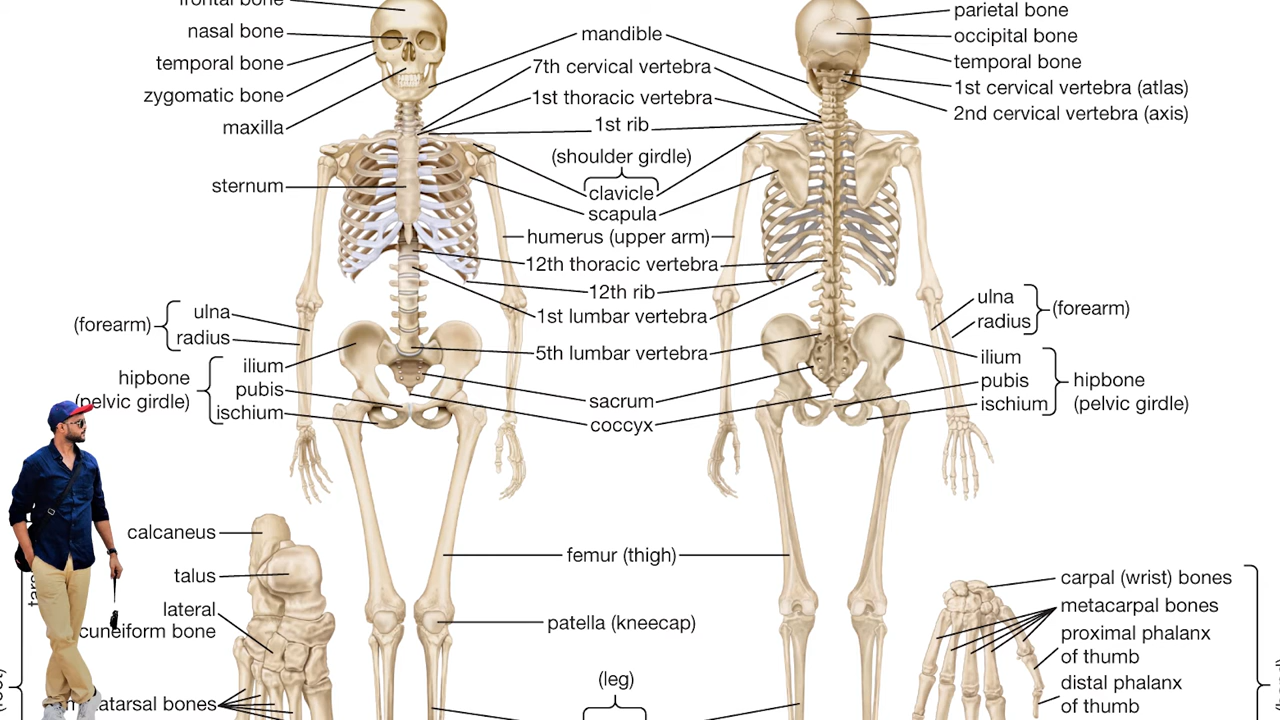 frontal bone
nasal bone
temporal bone
zygomatic bone
maxilla
sternum
mandible
7th cervical vertebra
1st thoracic vertebra
1st rib
(shoulder girdle)
clavicle
scapula
humerus (upper arm)
12th thoracic vertebra
12th rib
1st lumbar vertebra
5th lumbar vertebra
sacrum
coccyx
parietal bone
occipital bone
temporal bone
1st cervical vertebra (atlas)
2nd cervical vertebra (axis)
(forearm)
ulna
radius
hipbone
(pelvic girdle)
ilium
pubis
ischium
ulna
radius
(forearm)
ilium
pubis
ischium
hipbone
(pelvic girdle)
calcaneus
talus
lateral
cuneiform bone
femur (thigh)
patella (kneecap)
(leg)
carpal (wrist) bones
metacarpal bones
proximal phalanx
of thumb
distal phalanx
of thumb
bones